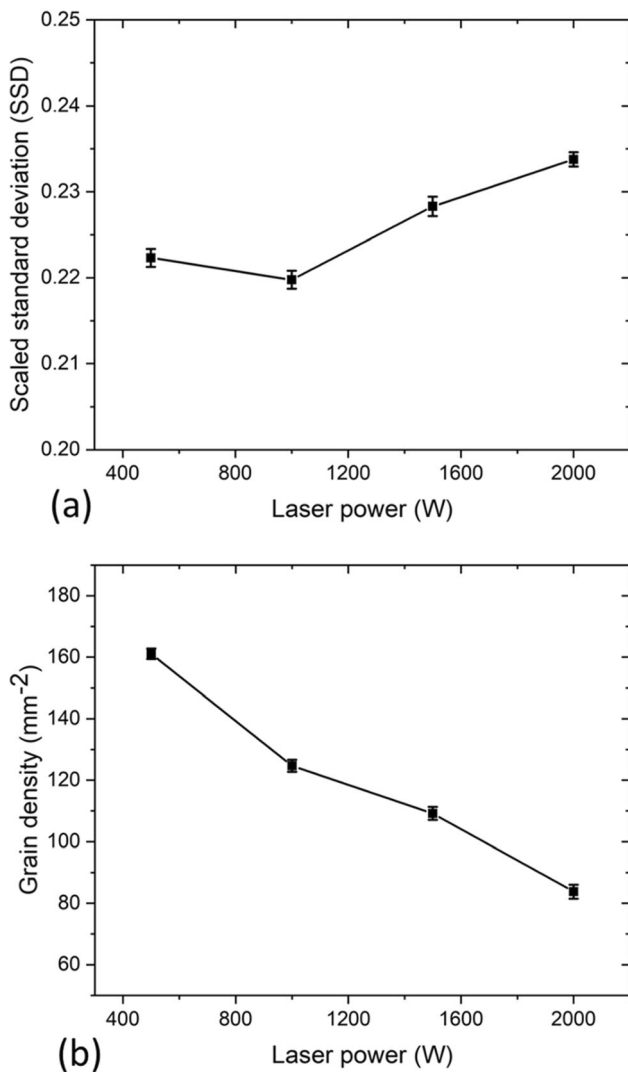 0.25
0.24
0.23
0.22
0.21
0.20
Scaled standard deviation (SSD)
400 800 1200 1600 2000
Laser power (W)
(a)
180
160
140
120
100
80
60
Grain density (mm-2)
400 800 1200 1600 2000
Laser power (W)
(b)